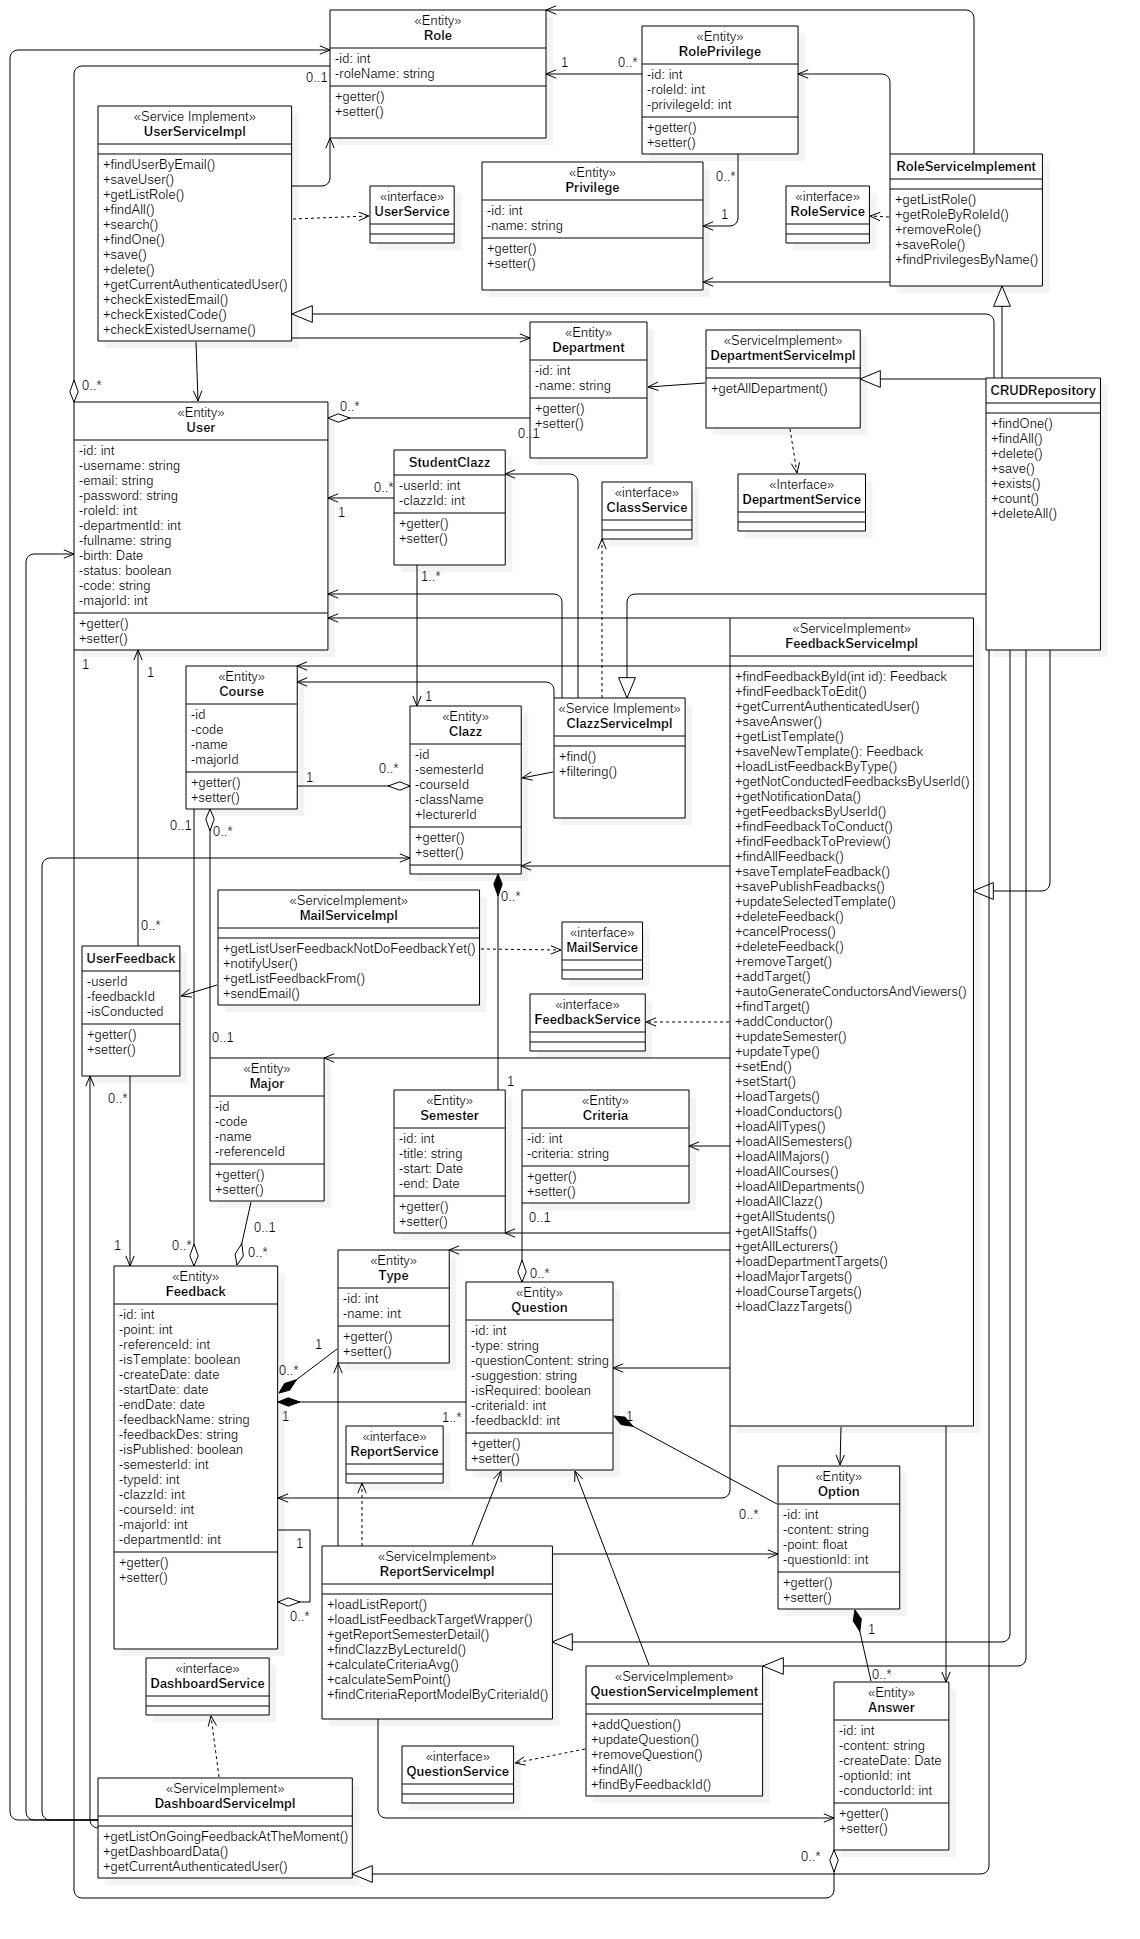 «Entity»
Role
-id: int
-roleName: string
+getter()
+setter()
0..1
1
0..*
«Entity»
RolePrivilege
-id: int
-roleId: int
-privilegeId: int
+getter()
+setter()
0..*
1
«Service Implement»
UserServiceImpl
+findUserByEmail()
+saveUser()
+getListRole()
+findAll()
+search()
+findOne()
+save()
+delete()
+getCurrentAuthenticatedUser()
+checkExistedEmail()
+checkExistedCode()
+checkExistedUsername()
«interface»
UserService
«Entity»
Privilege
-id: int
-name: string
+getter()
+setter()
«interface»
RoleService
RoleServiceImplement
+getListRole()
+getRoleByRoleId()
+removeRole()
+saveRole()
+findPrivilegesByName()
«Entity»
Department
-id: int
-name: string
+getter()
+setter()
0..1
«ServiceImplement»
DepartmentServiceImpl
+getAllDepartment()
«Interface»
DepartmentService
CRUDRepository
+findOne()
+findAll()
+delete()
+save()
+exists()
+count()
+deleteAll()
0..*
0..*
«Entity»
User
-id: int
-username: string
-email: string
-password: string
-roleId: int
-departmentId: int
-fullname: string
-birth: Date
-status: boolean
-code: string
-majorId: int
+getter()
+setter()
1
1
StudentClazz
-userId: int
-clazzId: int
+getter()
+setter()
0..*
1
1..*
1
«interface»
ClassService
«Entity»
Course
-id
-code
-name
-majorId
+getter()
+setter()
1
0..*
0..1
0..*
«Entity»
Clazz
-id
-semesterId
-courseId
-className
+lecturerId
+getter()
+setter()
0..*
«Service Implement»
ClazzServiceImpl
+find()
+filtering()
«ServiceImplement»
FeedbackServiceImpl
+findFeedbackById(int id): Feedback
+findFeedbackToEdit()
+getCurrentAuthenticatedUser()
+saveAnswer()
+getListTemplate()
+saveNewTemplate(): Feedback
+loadListFeedbackByType()
+getNotConductedFeedbacksByUserId()
+getNotificationData()
+getFeedbacksByUserId()
+findFeedbackToConduct()
+findFeedbackToPreview()
+findAllFeedback()
+saveTemplateFeadback()
+savePublishFeadbacks()
+updateSelectedTemplate()
+deleteFeedback()
+cancelProcess()
+deleteFeedback()
+removeTarget()
+addTarget()
+autoGenerateConductorsAndViewers()
+findTarget()
+addConductor()
+updateSemester()
+updateType()
+setEnd()
+setStart()
+loadTargets()
+loadConductors()
+loadAllTypes()
+loadAllSemesters()
+loadAllMajors()
+loadAllCourses()
+loadAllDepartments()
+loadAllClazz()
+getAllStudents()
+getAllStaffs()
+getAllLecturers()
+loadDepartmentTargets()
+loadMajorTargets()
+loadCourseTargets()
+loadClazzTargets()
«ServiceImplement»
MailServiceImpl
+getListUserFeedbackNotDoFeedbackYet()
+notifyUser()
+getListFeedbackFrom()
+sendEmail()
«interface»
MailService
«interface»
FeedbackService
0..*
UserFeedback
-userId
-feedbackId
-isConducted
+getter()
+setter()
0..*
1
0..1
«Entity»
Major
-id
-code
-name
-referenceId
+getter()
+setter()
0..1
0..*
0..*
1
«Entity»
Semester
-id: int
-title: string
-start: Date
-end: Date
+getter()
+setter()
«Entity»
Criteria
-id: int
-criteria: string
+getter()
+setter()
0..1
0..*
«Entity»
Feedback
-id: int
-point: int
-referenceId: int
-isTemplate: boolean
-createDate: date
-startDate: date
-endDate: date
-feedbackName: string
-feedbackDes: string
-isPublished: boolean
-semesterId: int
-typeId: int
-clazzId: int
-courseId: int
-majorId: int
-departmentId: int
+getter()
+setter()
1
0..*
«Entity»
Type
-id: int
-name: int
+getter()
+setter()
1
0..*
1
1..*
«Entity»
Question
-id: int
-type: string
-questionContent: string
-suggestion: string
-isRequired: boolean
-criteriaId: int
-feedbackId: int
+getter()
+setter()
1
0..*
«interface»
ReportService
«Entity»
Option
-id: int
-content: string
-point: float
-questionId: int
+getter()
+setter()
1
0..*
«ServiceImplement»
ReportServiceImpl
+loadListReport()
+loadListFeedbackTargetWrapper()
+getReportSemesterDetail()
+findClazzByLectureId()
+calculateCriteriaAvg()
+calculateSemPoint()
+findCriteriaReportModelByCriteriaId()
«interface»
DashboardService
«ServiceImplement»
QuestionServiceImplement
+addQuestion()
+updateQuestion()
+removeQuestion()
+findAll()
+findByFeedbackId()
«interface»
QuestionService
«Entity»
Answer
-id: int
-content: string
-createDate: Date
-optionId: int
-conductorId: int
+getter()
+setter()
0..*
«ServiceImplement»
DashboardServiceImpl
+getListOnGoingFeedbackAtTheMoment()
+getDashboardData()
+getCurrentAuthenticatedUser()